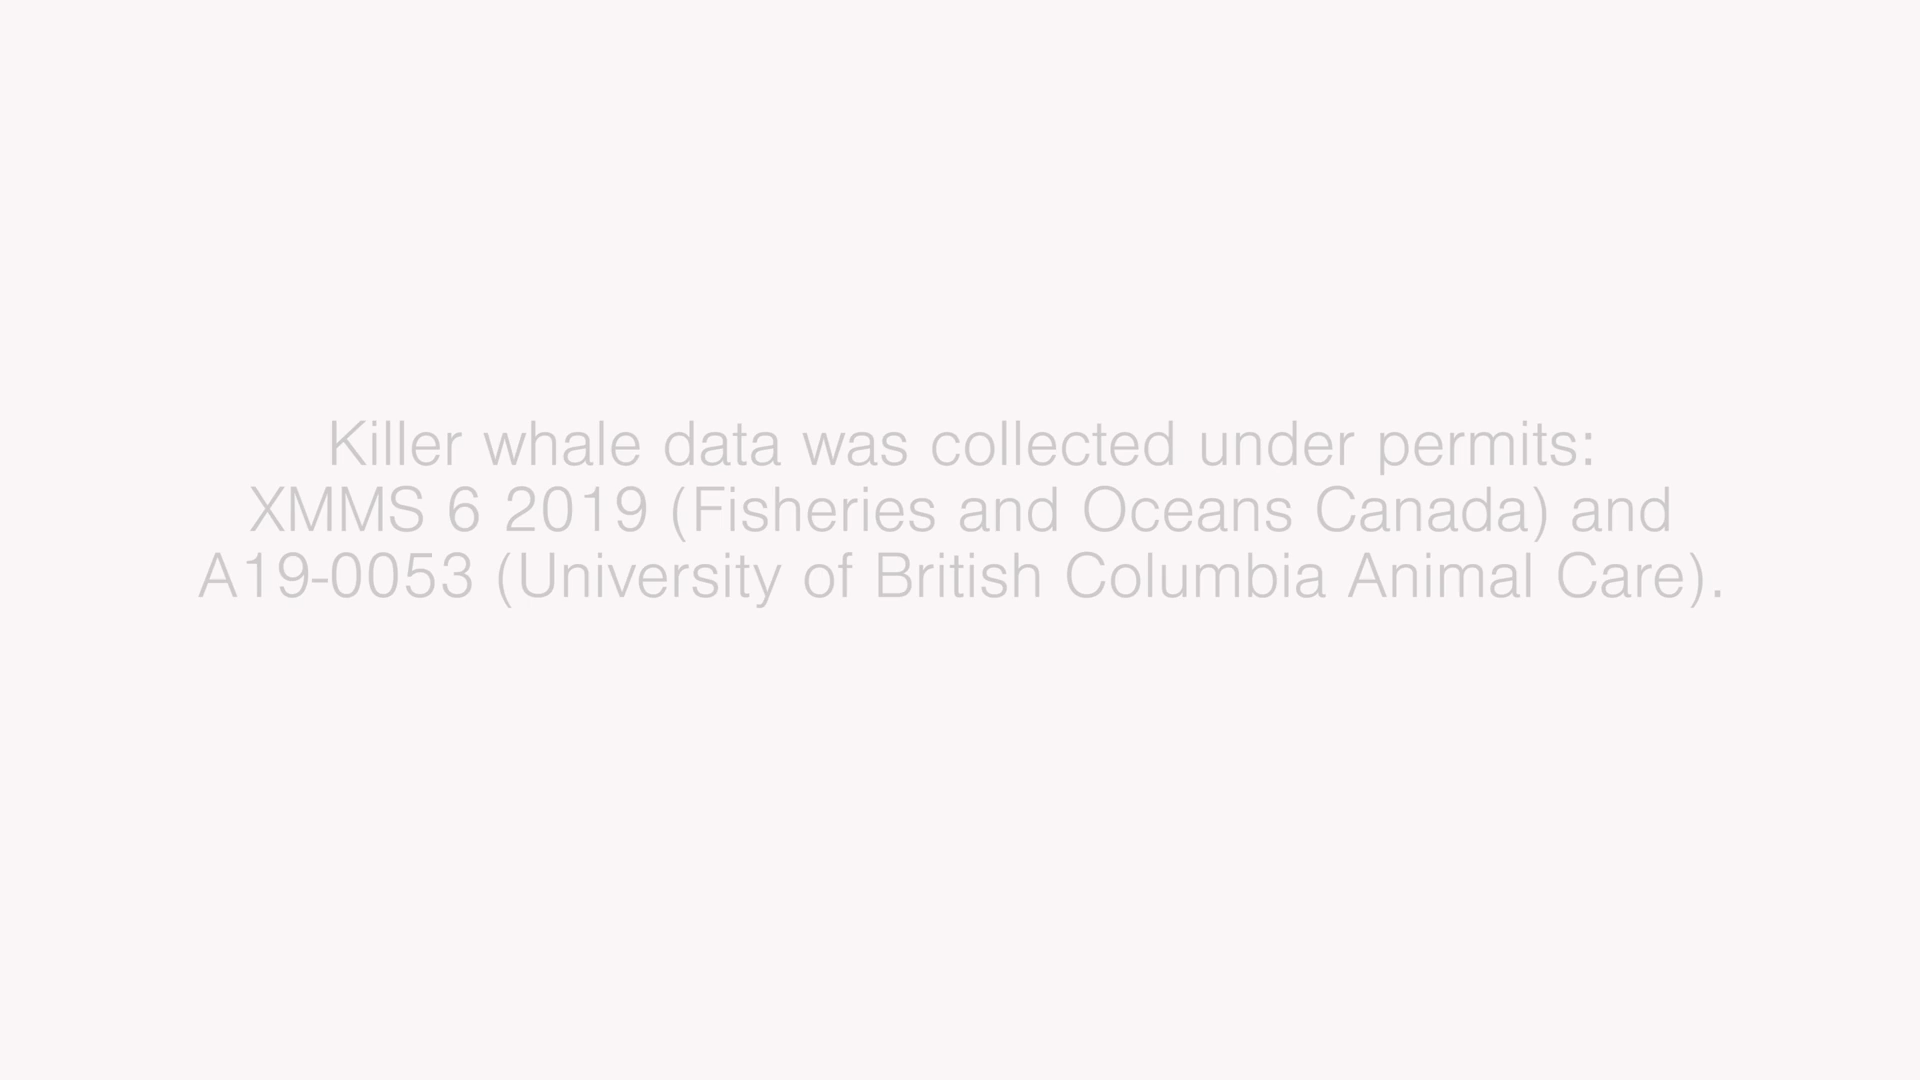 Killer whale data was collected under permits:
XMMS 6 2019 (Fisheries and Oceans Canada) and
A19-0053 (University of British Columbia Animal Care).